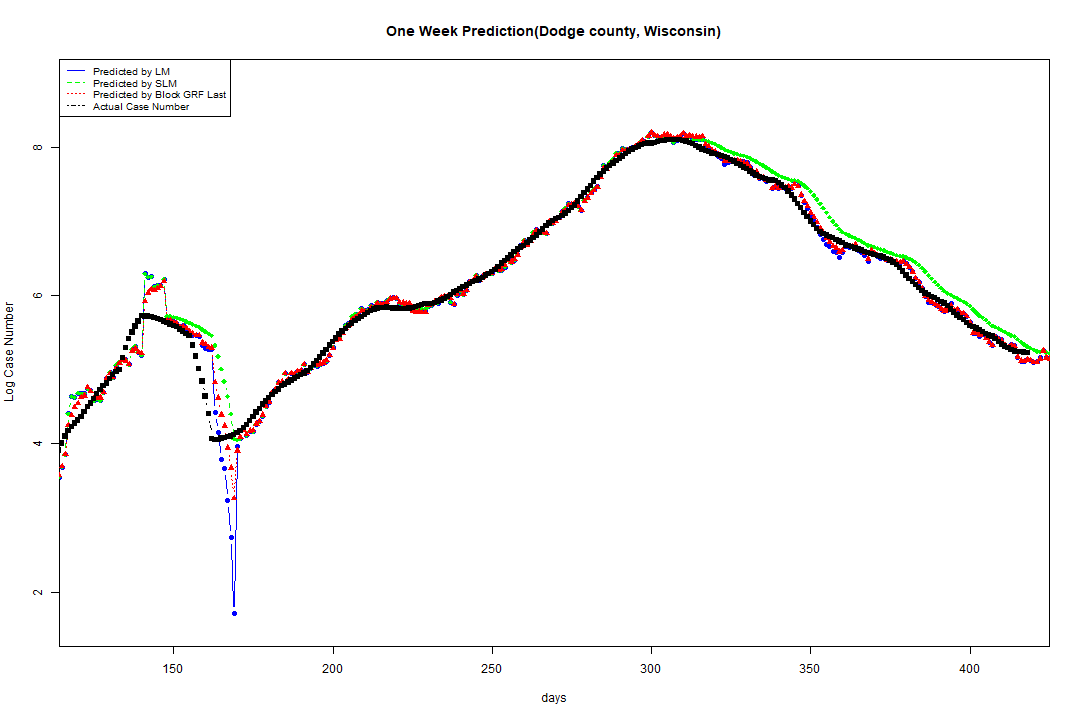 One Week Prediction(Dodge county, Wisconsin)
Predicted by LM
Predicted by SLM
Predicted by Block GRF Last
Actual Case Number
8
6
4
2
Log Case Number
150 200 250 300 350 400
days